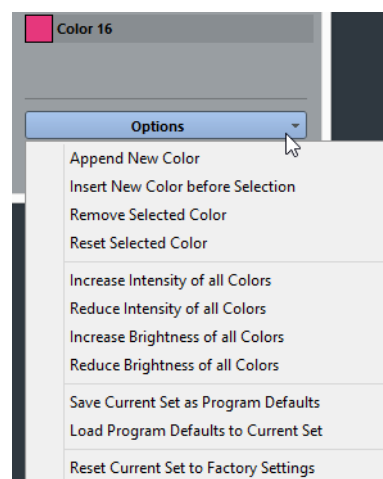 Color 16
Options
Append New Color
Insert New Color before Selection
Remove Selected Color
Reset Selected Color
Increase Intensity of all Colors
Reduce Intensity of all Colors
Increase Brightness of all Colors
Reduce Brightness of all Colors
Save Current Set as Program Defaults
Load Program Defaults to Current Set
Reset Current Set to Factory Settings